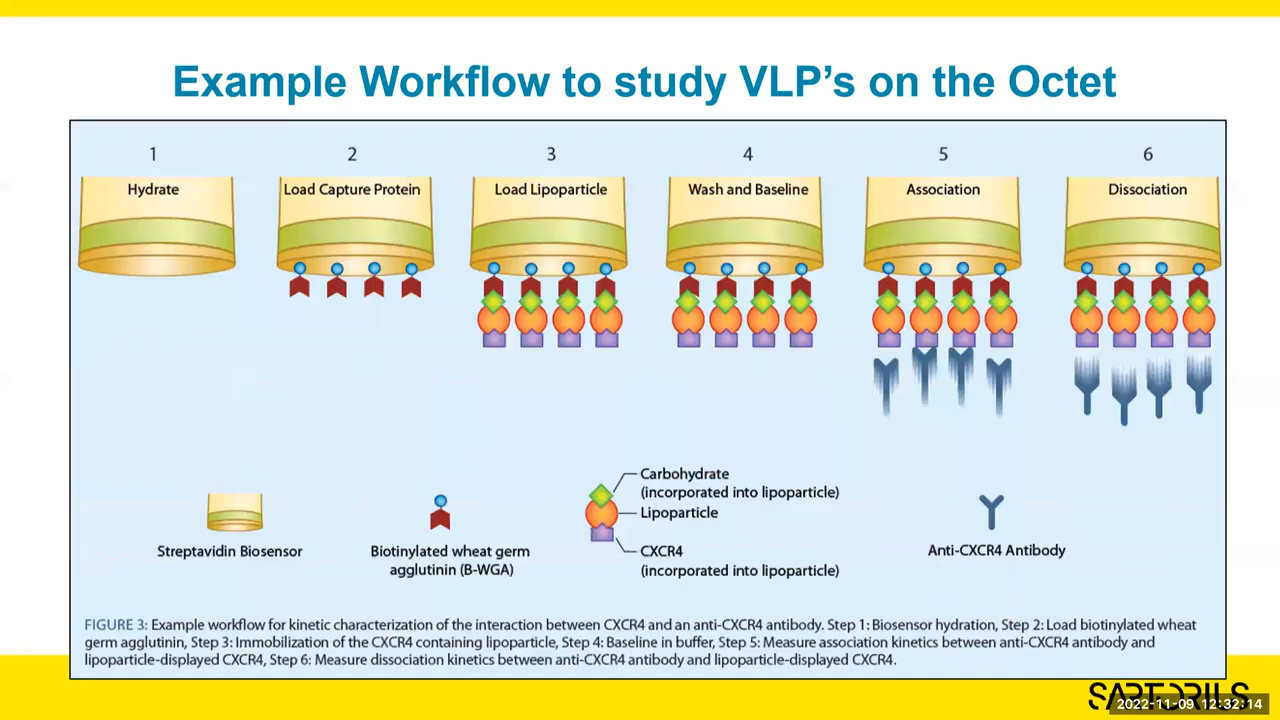 Example Workflow to study VLP's on the Octet
1 2 3 4 5 6
Hydrate Load Capture Protein Load Lipoparticle Wash and Baseline Association Dissociation
Carbohydrate
(incorporated into lipoparticle)
Lipoparticle
Streptavidin Biosensor
Biotinylated wheat germ
agglutinin (B-WGA)
CXCR4
(incorporated into lipoparticle)
Anti-CXCR4 Antibody
FIGURE 3: Example workflow for kinetic characterization of the interaction between CXCR4 and an anti-CXCR4 antibody. Step 1: Biosensor hydration, Step 2: Load biotinylated wheat
germ agglutinin, Step 3: Immobilization of the CXCR4 containing lipoparticle, Step 4: Baseline in buffer, Step 5: Measure association kinetics between anti-CXCR4 antibody and
lipoparticle-displayed CXCR4, Step 6: Measure dissociation kinetics between anti-CXCR4 antibody and lipoparticle-displayed CXCR4.
SARTORIUS
2022-11-09 12:32:14